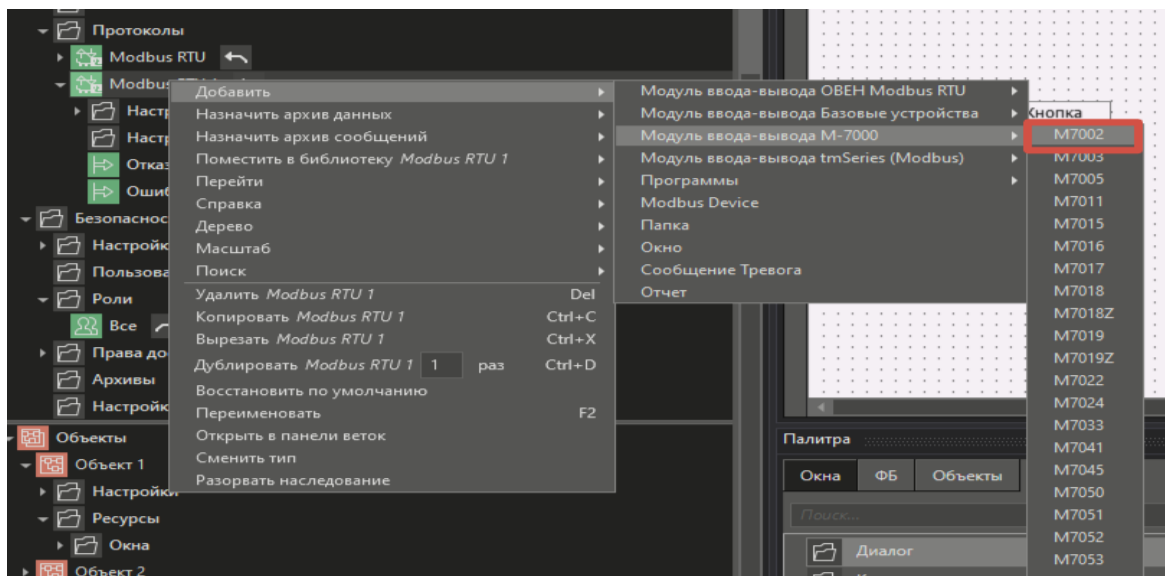 Протоколы
Modbus RTU
Modbus
Настр
Настр
Отказ
Ошиб
Безопаснос
Настройк
Пользова
Роли
Все
Права до
Архивы
Настройк
Объекты
Объект 1
Настройки
Ресурсы
Окна
Объект 2
Добавить
Назначить архив данных
Назначить архив сообщений
Поместить в библиотеку Modbus RTU 1
Перейти
Справка
Дерево
Масштаб
Поиск
Удалить Modbus RTU 1 Del
Копировать Modbus RTU 1 Ctrl+C
Вырезать Modbus RTU 1 Ctrl+X
Дублировать Modbus RTU 1 1 раз Ctrl+D
Восстановить по умолчанию
Переименовать F2
Открыть в панели веток
Сменить тип
Разорвать наследование
Модуль ввода-вывода ОВЕН Modbus RTU
Модуль ввода-вывода Базовые устройства
Модуль ввода-вывода М-7000
Модуль ввода-вывода tmSeries (Modbus)
Программы
Modbus Device
Папка
Окно
Сообщение Тревога
Отчет
Кнопка
M7002
M7003
M7005
M7011
M7015
M7016
M7017
M7018
M7018Z
M7019
M7019Z
M7022
M7024
M7033
M7041
M7045
M7050
M7051
M7052
M7053
Палитра
Окна ФБ Объекты
Поиск...
Диалог